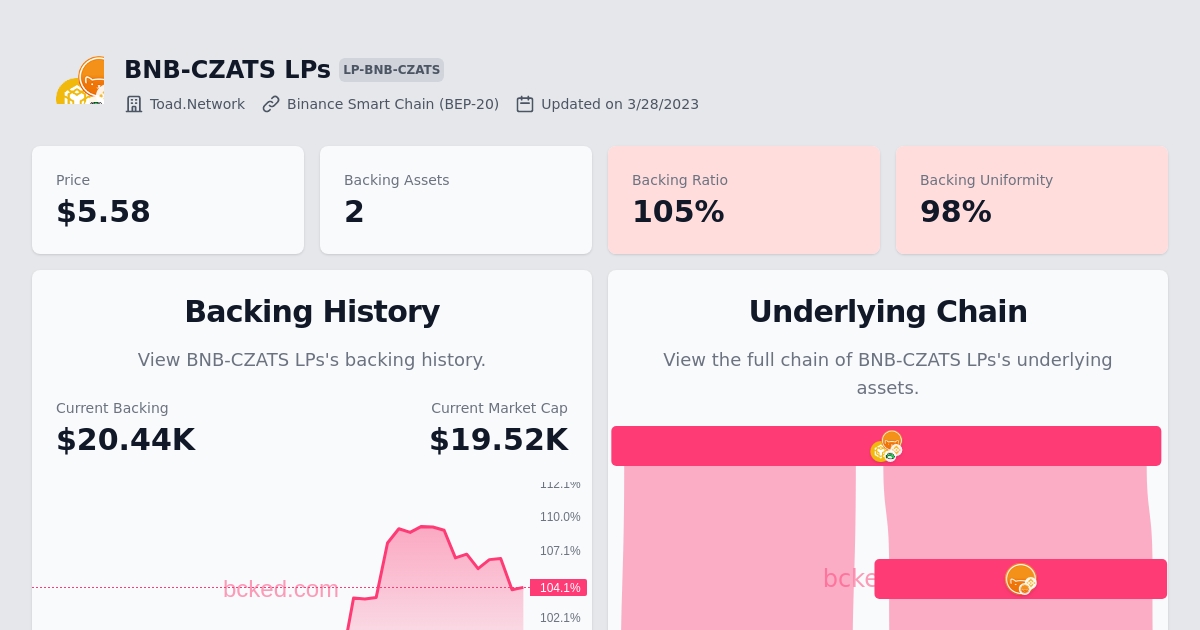 BNB-CZATS LPs LP-BNB-CZATS
Toad.Network Binance Smart Chain (BEP-20) Updated on 3/28/2023
Price
$5.58
Backing Assets
2
Backing Ratio
105%
Backing Uniformity
98%
Backing History
View BNB-CZATS LPs's backing history.
Current Backing
$20.44K
Current Market Cap
$19.52K
112.1%
110.0%
107.1%
104.1%
102.1%
bcked.com
Underlying Chain
View the full chain of BNB-CZATS LPs's underlying
assets.
bcke